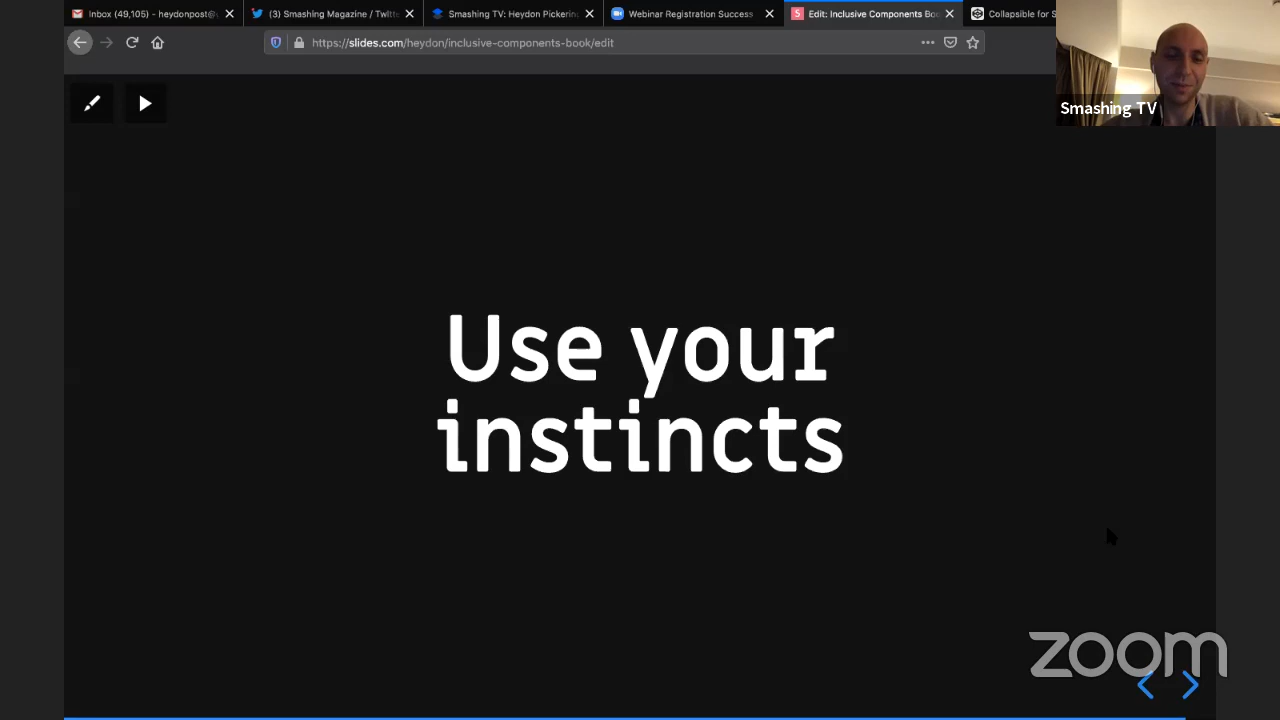 Inbox (49,105) - heydonpost@
(3) Smashing Magazine / Twitte
Smashing TV: Heydon Pickerin
Webinar Registration Success
Edit: Inclusive Components Bo
Collapsible for S
https://slides.com/heydon/inclusive-components-book/edit
Smashing TV
Use your
instincts
zoom